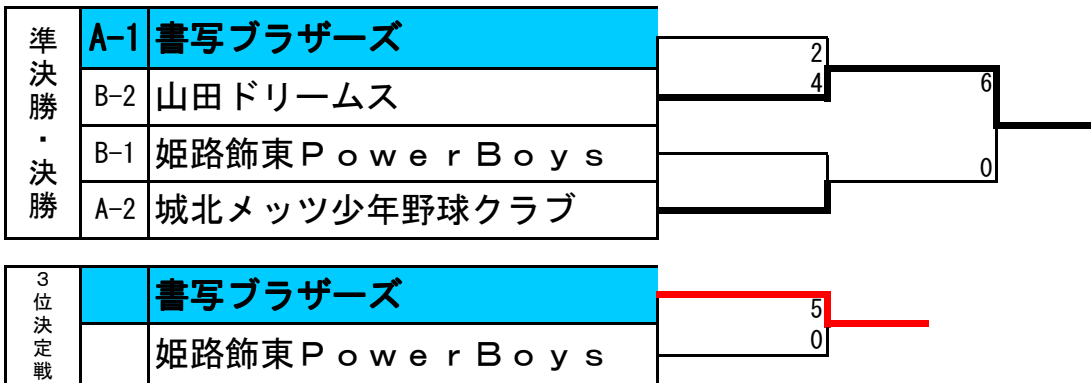 準決勝・決勝
A-1 書写ブラザーズ
2
B-2 山田ドリームス
4
6
B-1 姫路飾東ＰｏｗｅｒＢｏｙｓ
0
A-2 城北メッツ少年野球クラブ
３位決定戦
書写ブラザーズ
5
姫路飾東ＰｏｗｅｒＢｏｙｓ
0